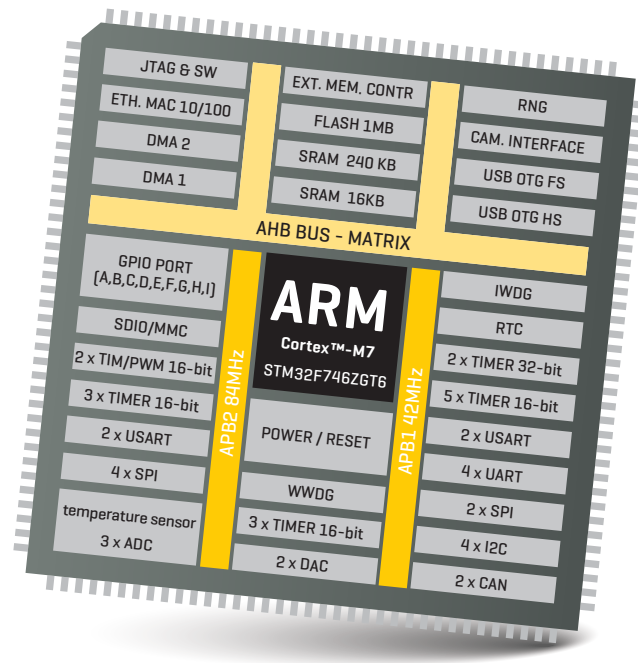 JTAG & SW
ETH. MAC 10/100
DMA 2
DMA 1
EXT. MEM. CONTR
FLASH 1MB
SRAM 240 KB
SRAM 16KB
RNG
CAM. INTERFACE
USB OTG FS
USB OTG HS
AHB BUS - MATRIX
GPIO PORT
(A,B,C,D,E,F,G,H,I)
SDIO/MMC
2 x TIM/PWM 16-bit
3 x TIMER 16-bit
2 x USART
4 x SPI
temperature sensor
3 x ADC
APB2 84MHz
ARM
Cortex™-M7
STM32F746ZGT6
POWER / RESET
WWDG
3 x TIMER 16-bit
2 x DAC
APB1 42MHz
IWDG
RTC
2 x TIMER 32-bit
5 x TIMER 16-bit
2 x USART
4 x UART
2 x SPI
4 x I2C
2 x CAN